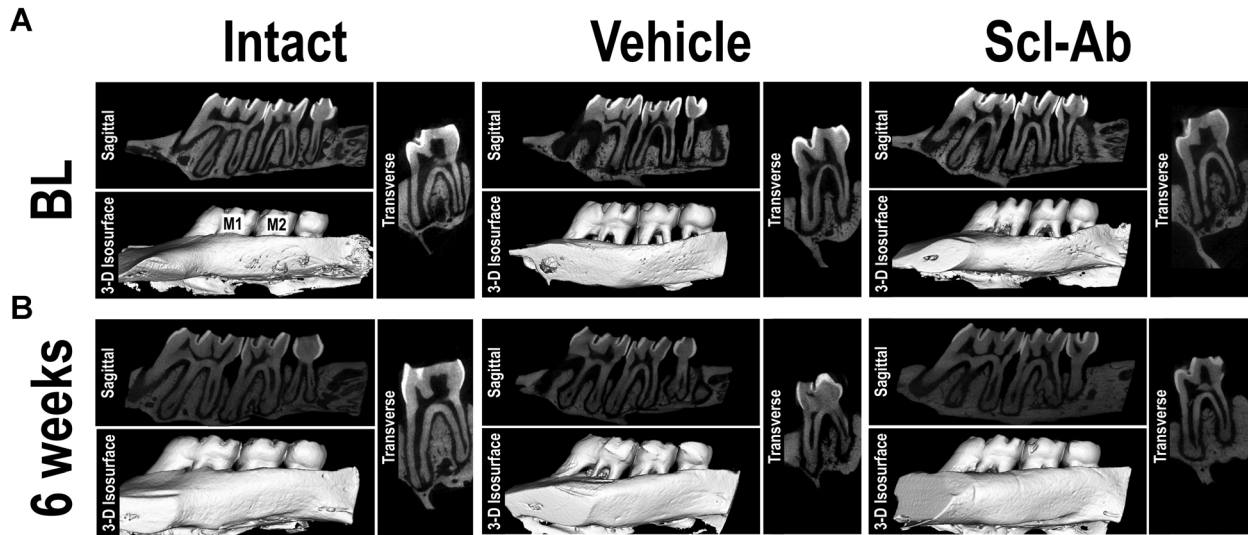 A
Intact
Vehicle
Scl-Ab
BL
Sagittal
3-D Isosurface
M1
M2
Transverse
Sagittal
3-D Isosurface
Transverse
Sagittal
3-D Isosurface
Transverse
B
6 weeks
Sagittal
3-D Isosurface
Transverse
Sagittal
3-D Isosurface
Transverse
Sagittal
3-D Isosurface
Transverse